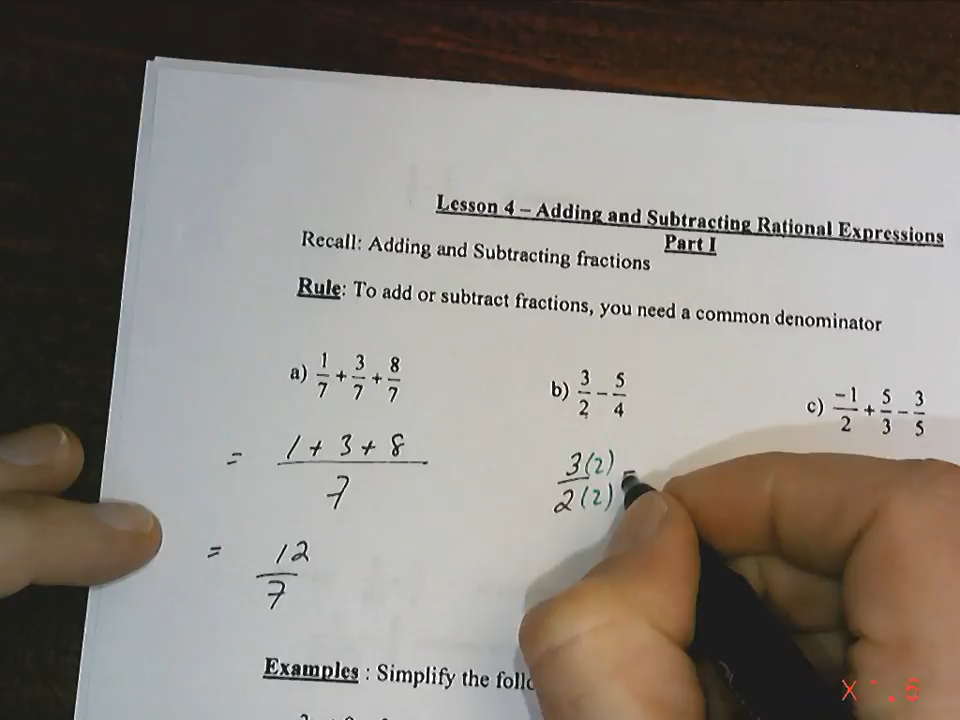 Lesson 4 – Adding and Subtracting Rational Expressions
Part I
Recall: Adding and Subtracting fractions
Rule: To add or subtract fractions, you need a common denominator
a) 1/7 + 3/7 + 8/7
b) 3/2 – 5/4
c) -1/2 + 5/3 – 3/5
= 1 + 3 + 8 / 7
3(2) / 2(2) –
= 12 / 7
Examples : Simplify the